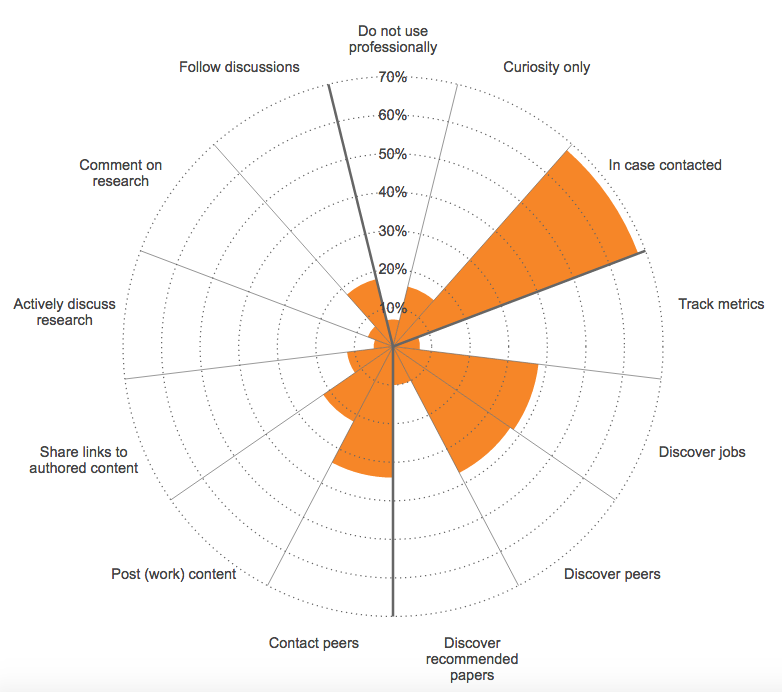 Do not use
professionally
Curiosity only
In case contacted
Track metrics
Discover jobs
Discover peers
Discover
recommended
papers
Contact peers
Post (work) content
Share links to
authored content
Actively discuss
research
Comment on
research
Follow discussions
70%
60%
50%
40%
30%
20%
10%